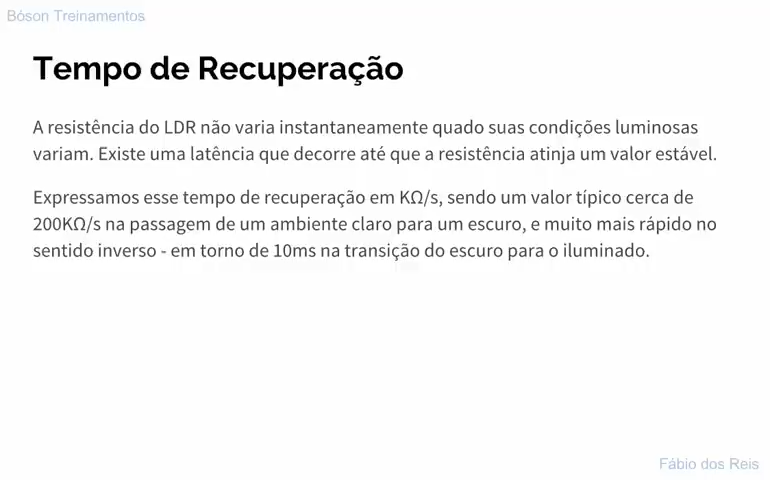 Bóson Treinamentos
Tempo de Recuperação
A resistência do LDR não varia instantaneamente quado suas condições luminosas
variam. Existe uma latência que decorre até que a resistência atinja um valor estável.
Expressamos esse tempo de recuperação em KΩ/s, sendo um valor típico cerca de
200KΩ/s na passagem de um ambiente claro para um escuro, e muito mais rápido no
sentido inverso - em torno de 10ms na transição do escuro para o iluminado.
Fábio dos Reis